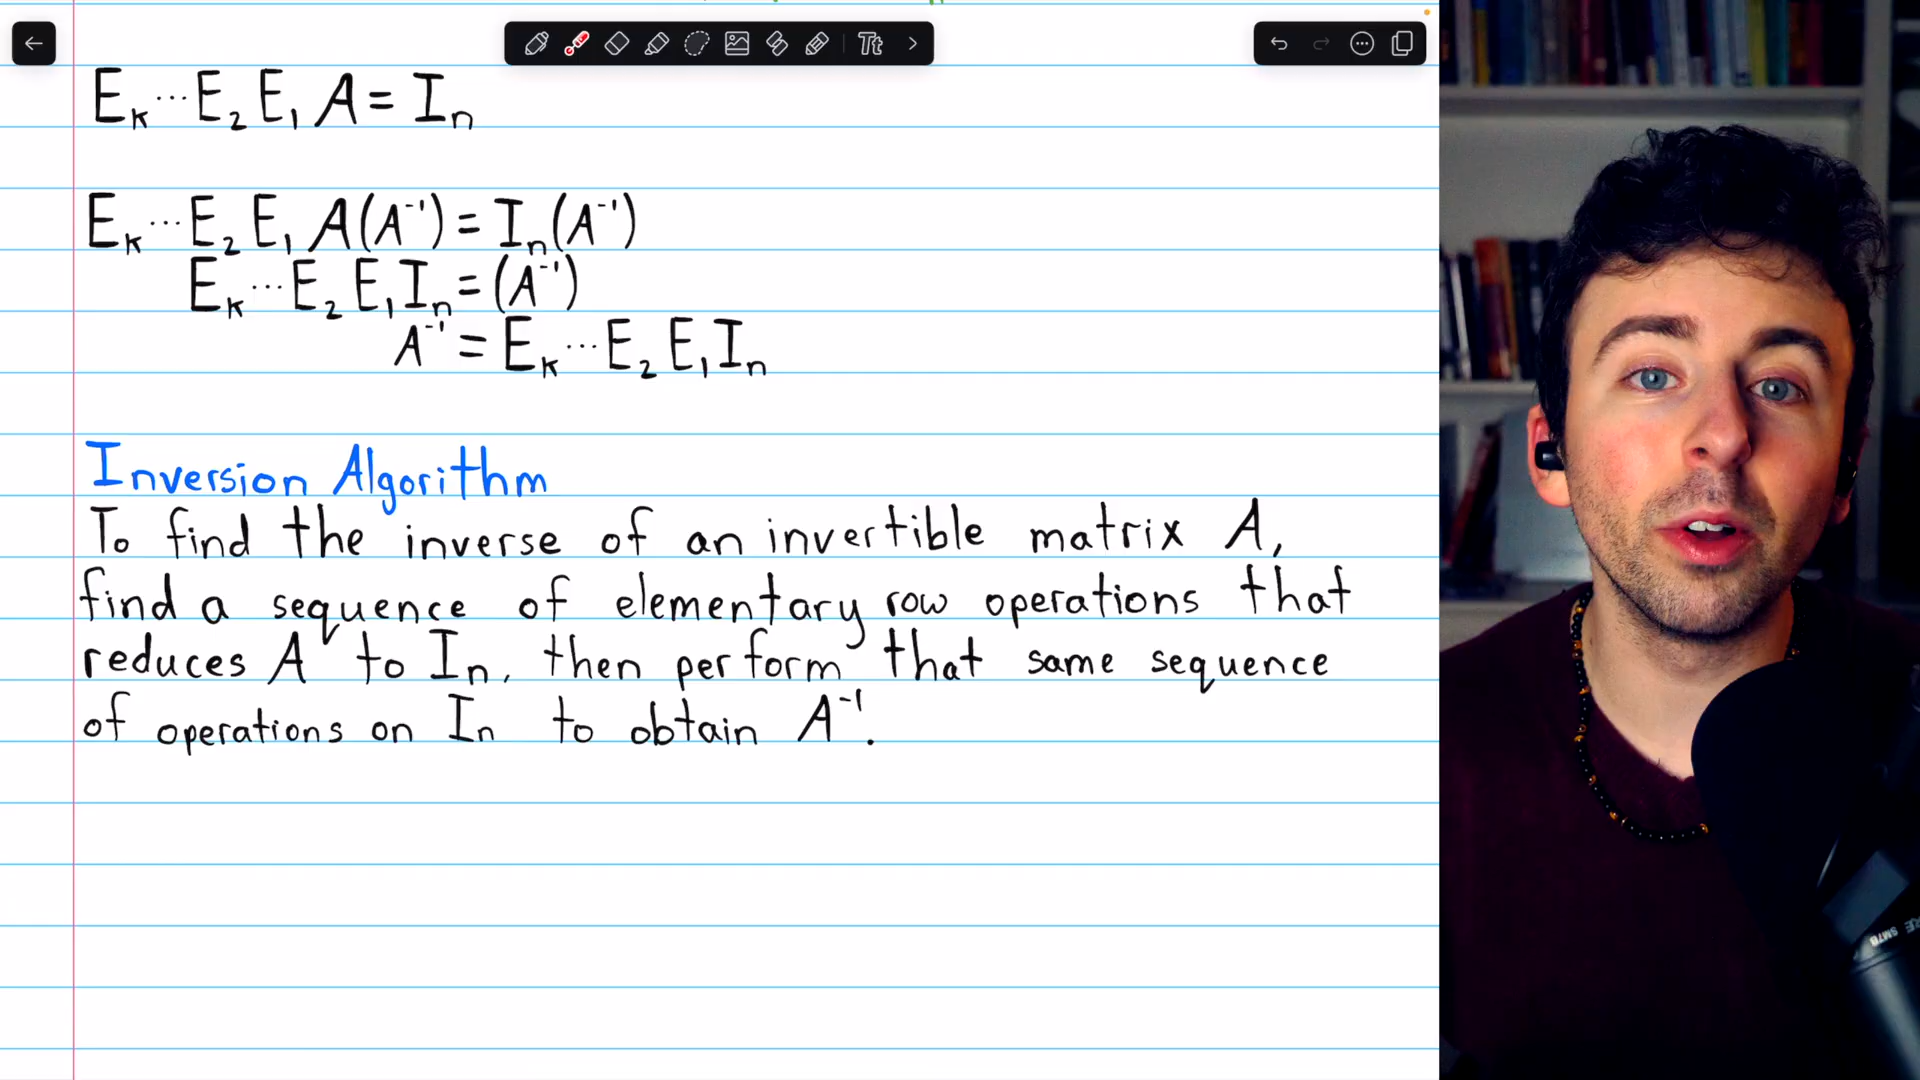 Tt
Eₖ⋯E₂E₁A=Iₙ
Eₖ⋯E₂E₁A(A⁻¹)=Iₙ(A⁻¹)
Eₖ⋯E₂E₁Iₙ=(A⁻¹)
A⁻¹=Eₖ⋯E₂E₁Iₙ
Inversion Algorithm
To find the inverse of an invertible matrix A,
find a sequence of elementary row operations that
reduces A to Iₙ, then perform that same sequence
of operations on Iₙ to obtain A⁻¹.
SM7B